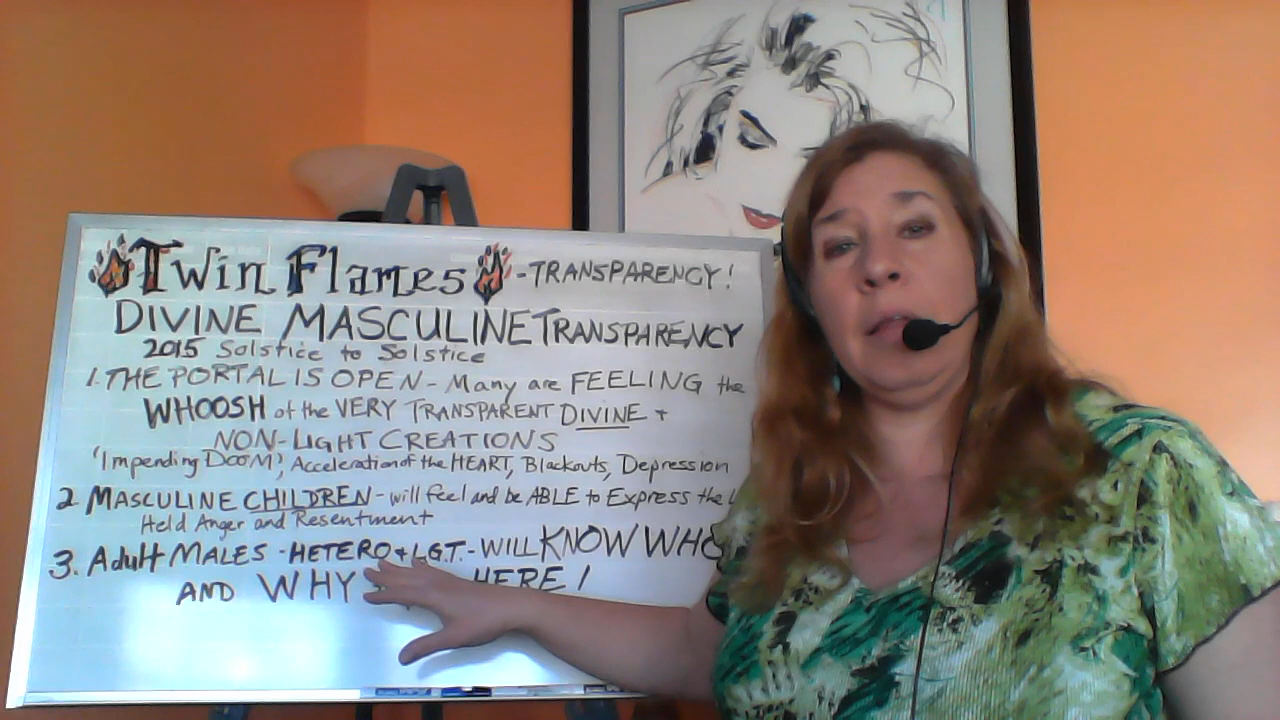 Twin Flames - TRANSPARENCY!
DIVINE MASCULINE TRANSPARENCY
2015 Solstice to Solstice
1. THE PORTAL IS OPEN - Many are FEELING the
WHOOSH of the VERY TRANSPARENT DIVINE +
NON-LIGHT CREATIONS
'Impending DOOM', Acceleration of the HEART, Blackouts, Depression
2 MASCULINE CHILDREN - will feel and be ABLE to Express the
Held Anger and Resentment
3. Adult MALES - HETERO + L.G.T. - WILL KNOW WHO
AND WHY HERE!